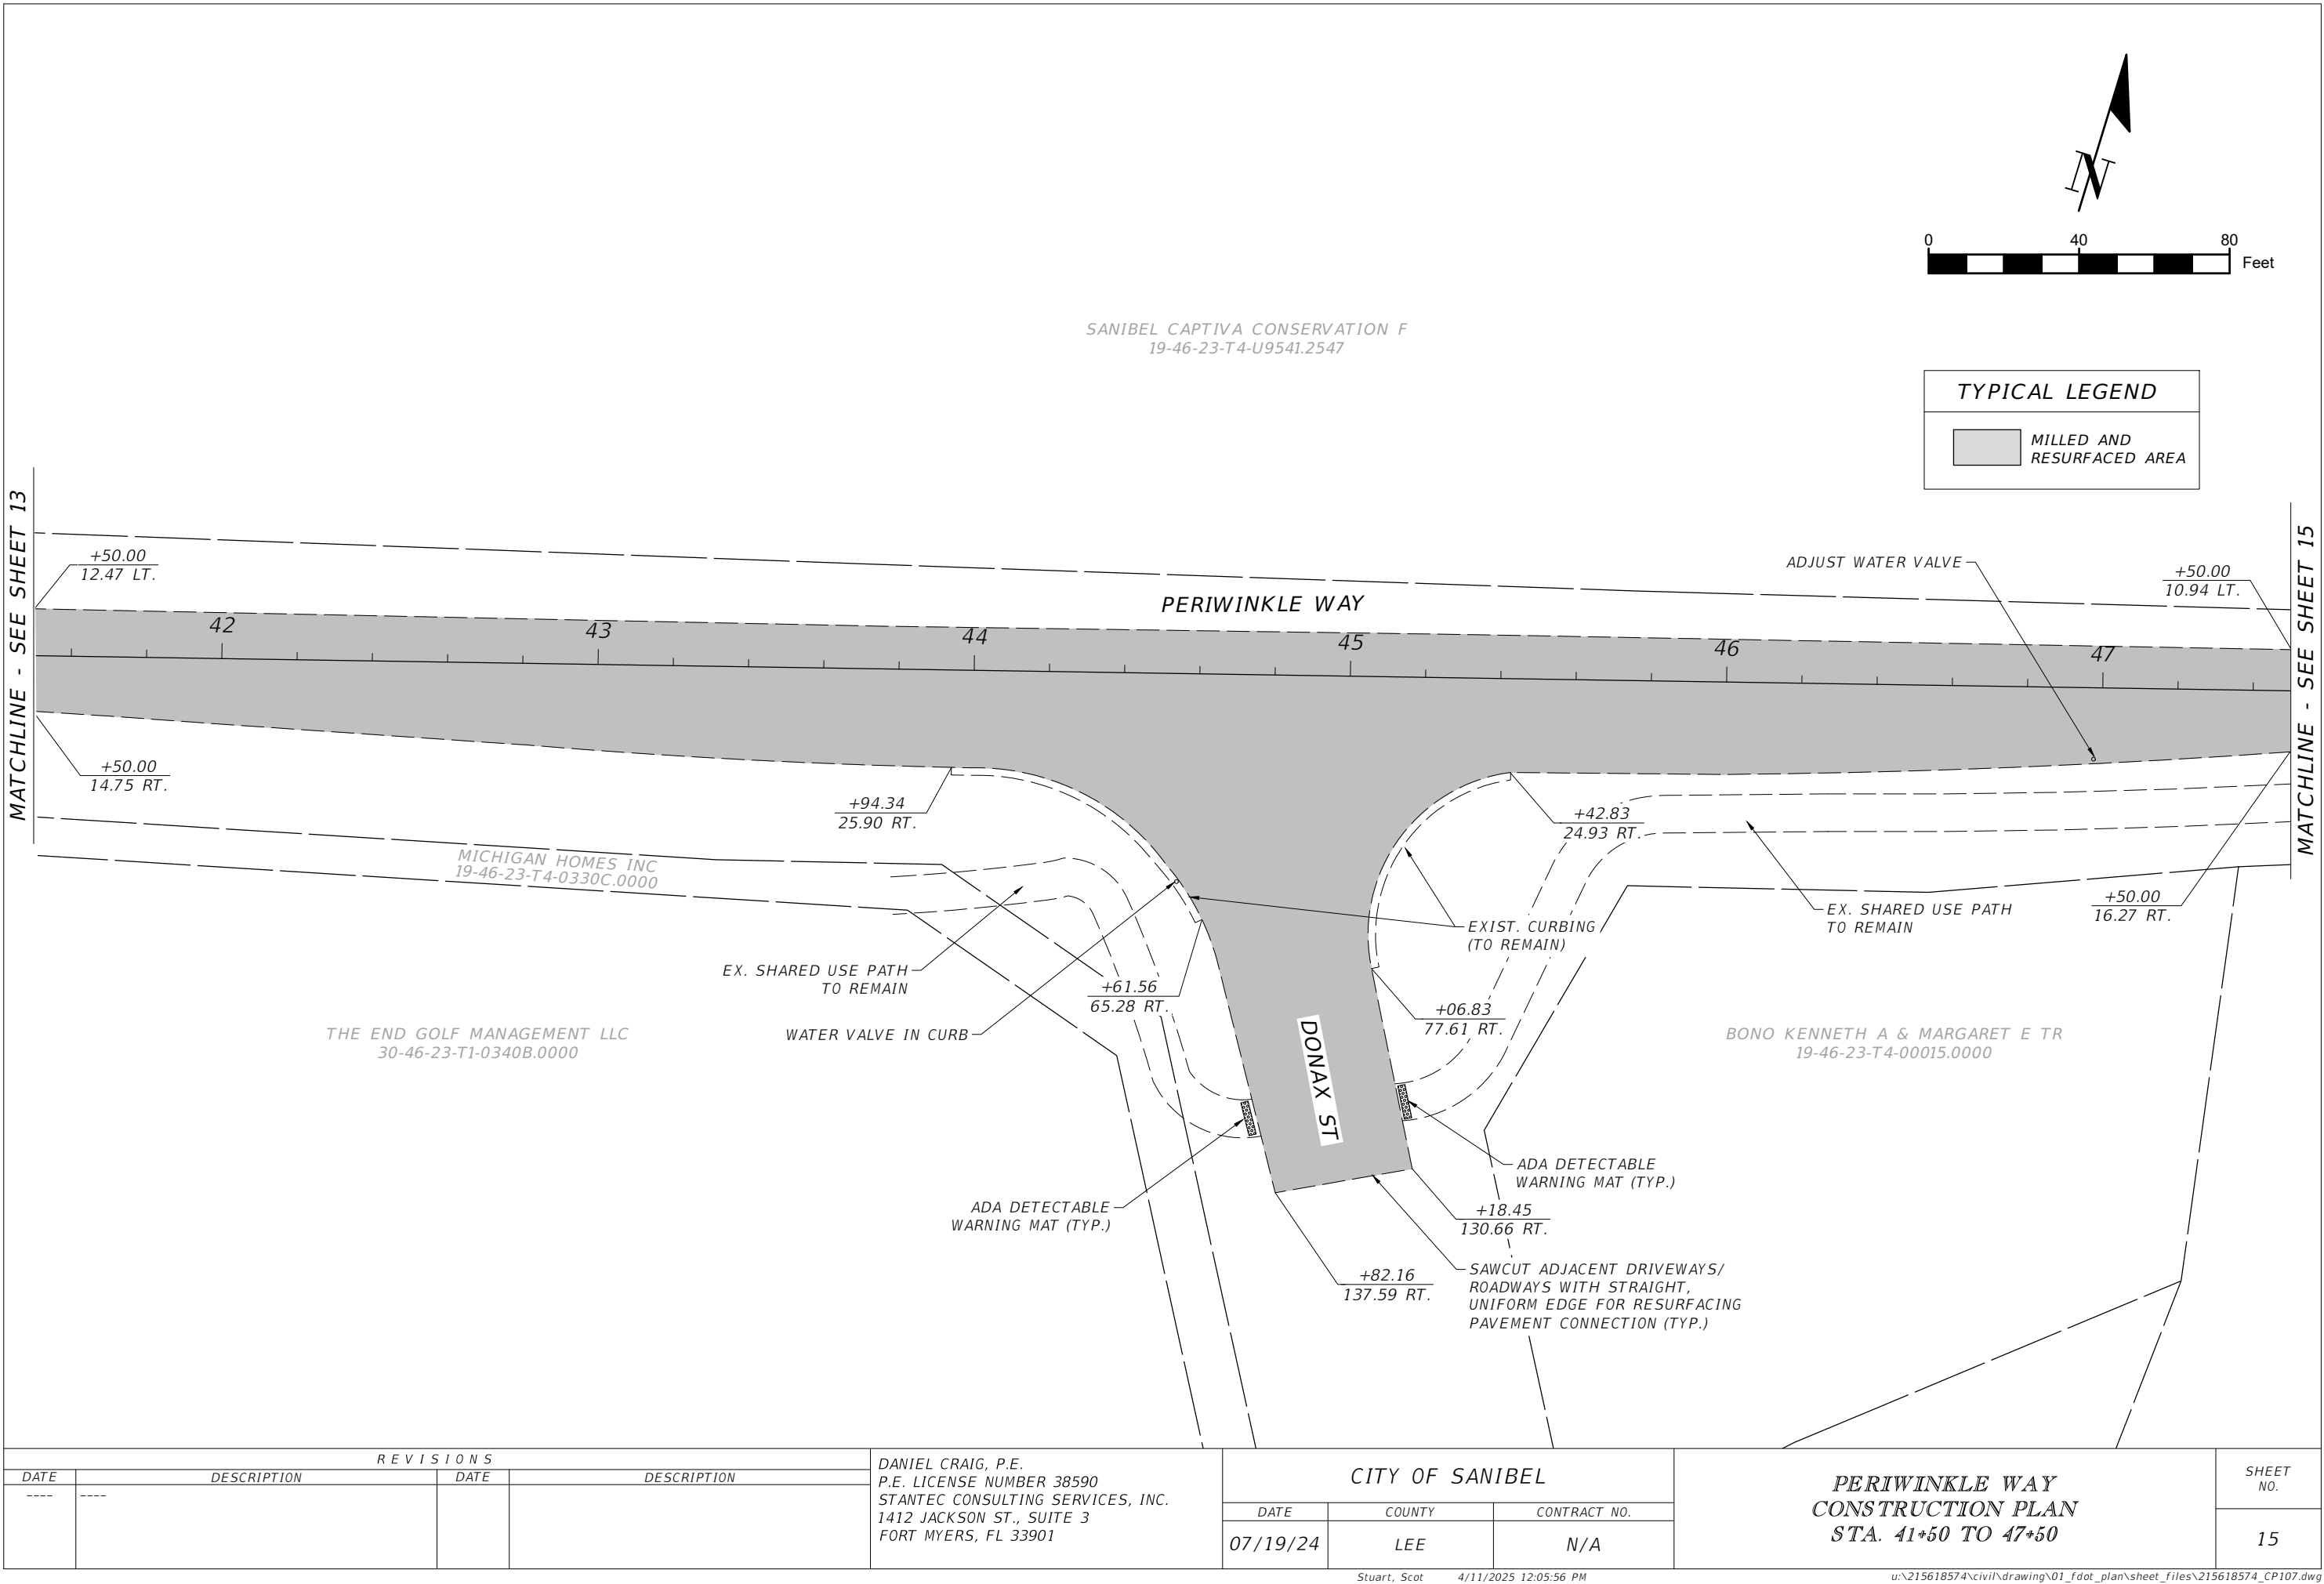 N
0 40 80
Feet
SANIBEL CAPTIVA CONSERVATION F
19-46-23-T4-U9541.2547
TYPICAL LEGEND
MILLED AND
RESURFACED AREA
MATCHLINE - SEE SHEET 13
MATCHLINE - SEE SHEET 15
+50.00
12.47 LT.
ADJUST WATER VALVE
+50.00
10.94 LT.
PERIWINKLE WAY
42 43 44 45 46 47
+50.00
14.75 RT.
+94.34
25.90 RT.
+42.83
24.93 RT.
MICHIGAN HOMES INC
19-46-23-T4-0330C.0000
+50.00
16.27 RT.
EX. SHARED USE PATH
TO REMAIN
EXIST. CURBING
(TO REMAIN)
EX. SHARED USE PATH
TO REMAIN
+61.56
65.28 RT.
+06.83
77.61 RT.
WATER VALVE IN CURB
THE END GOLF MANAGEMENT LLC
30-46-23-T1-0340B.0000
DONAX ST
BONO KENNETH A & MARGARET E TR
19-46-23-T4-00015.0000
ADA DETECTABLE
WARNING MAT (TYP.)
ADA DETECTABLE
WARNING MAT (TYP.)
+18.45
130.66 RT.
+82.16
137.59 RT.
SAWCUT ADJACENT DRIVEWAYS/
ROADWAYS WITH STRAIGHT,
UNIFORM EDGE FOR RESURFACING
PAVEMENT CONNECTION (TYP.)
REVISIONS
DATE DESCRIPTION DATE DESCRIPTION
---- ----
DANIEL CRAIG, P.E.
P.E. LICENSE NUMBER 38590
STANTEC CONSULTING SERVICES, INC.
1412 JACKSON ST., SUITE 3
FORT MYERS, FL 33901
CITY OF SANIBEL
DATE COUNTY CONTRACT NO.
07/19/24 LEE N/A
PERIWINKLE WAY
CONSTRUCTION PLAN
STA. 41+50 TO 47+50
SHEET
NO.
15
Stuart, Scot 4/11/2025 12:05:56 PM
u:\215618574\civil\drawing\01_fdot_plan\sheet_files\215618574_CP107.dwg